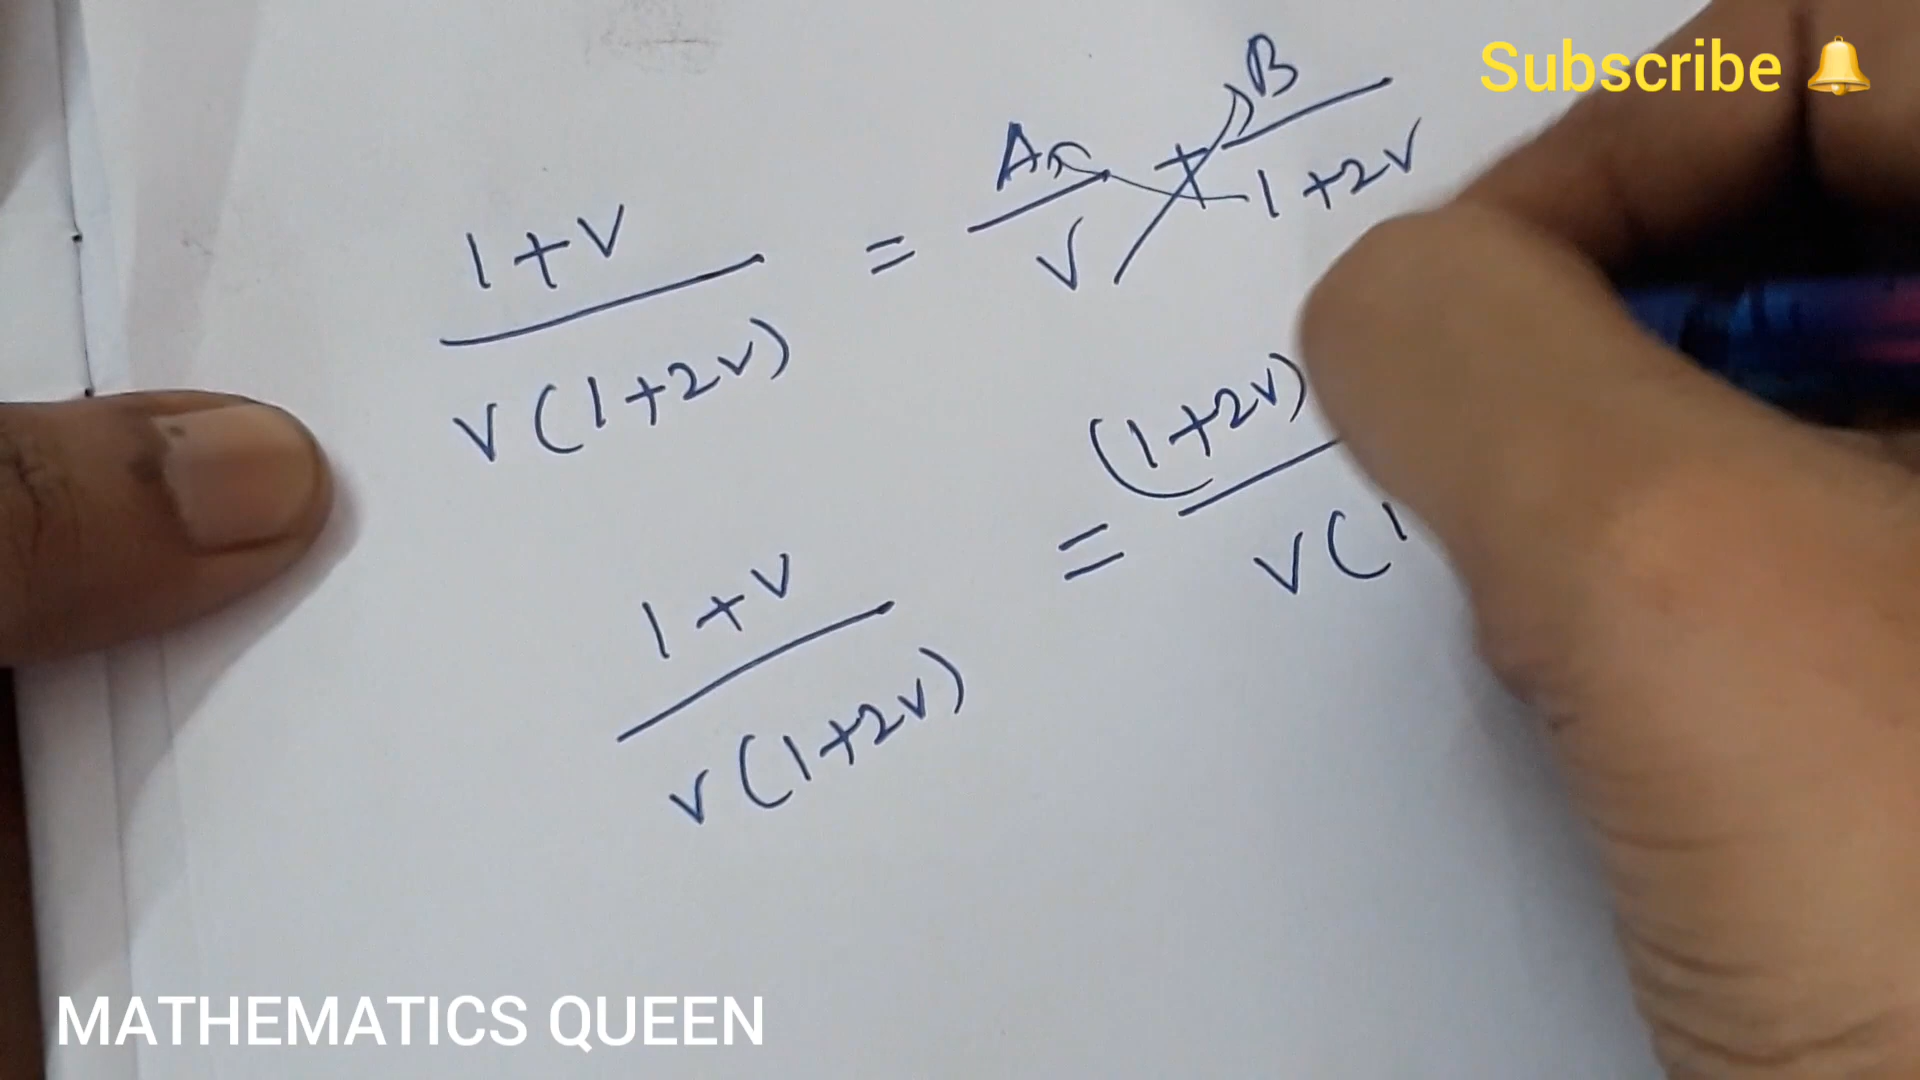 Subscribe 🔔
1+v / v(1+2v) = A / v + B / 1+2v
1+v / v(1+2v) = (1+2v) / v(1
MATHEMATICS QUEEN